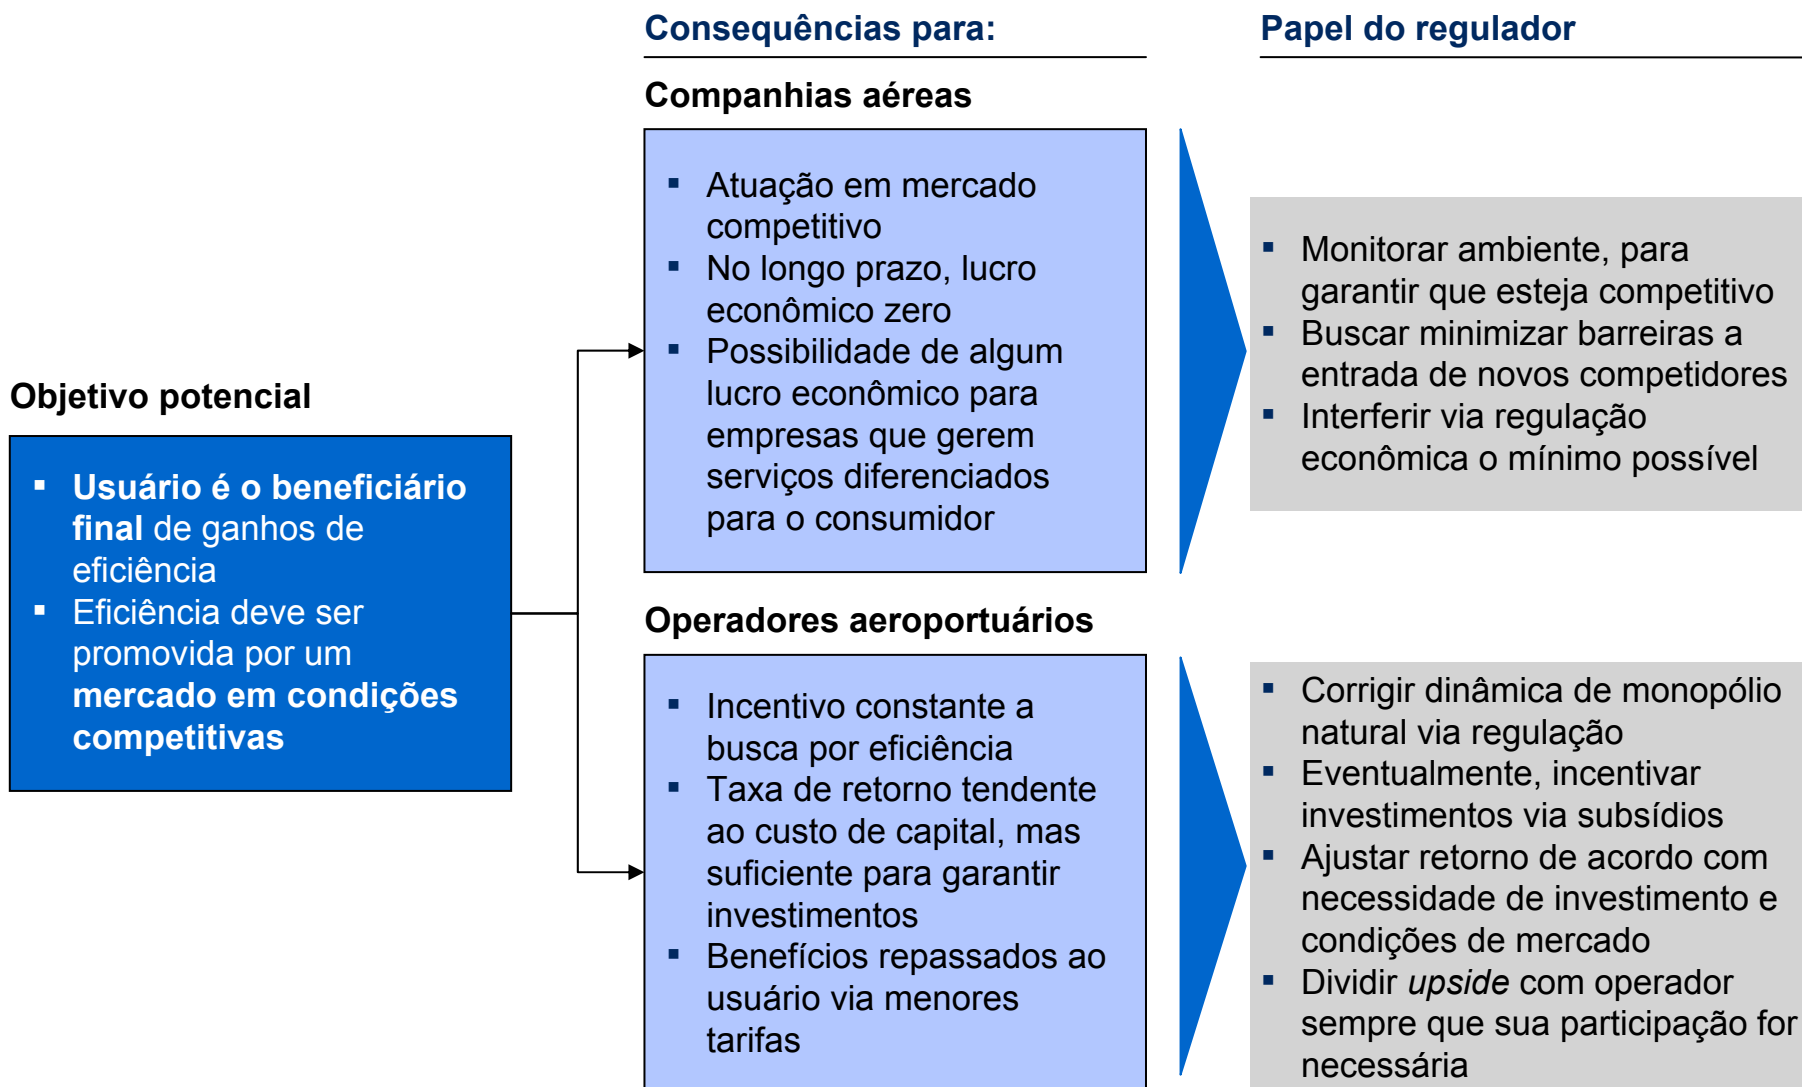 Consequências para:
Papel do regulador
Companhias aéreas
▪ Atuação em mercado
competitivo
▪ No longo prazo, lucro
econômico zero
▪ Possibilidade de algum
lucro econômico para
empresas que gerem
serviços diferenciados
para o consumidor
▪ Monitorar ambiente, para
garantir que esteja competitivo
▪ Buscar minimizar barreiras a
entrada de novos competidores
▪ Interferir via regulação
econômica o mínimo possível
Objetivo potencial
▪ Usuário é o beneficiário
final de ganhos de
eficiência
▪ Eficiência deve ser
promovida por um
mercado em condições
competitivas
Operadores aeroportuários
▪ Incentivo constante a
busca por eficiência
▪ Taxa de retorno tendente
ao custo de capital, mas
suficiente para garantir
investimentos
▪ Benefícios repassados ao
usuário via menores
tarifas
▪ Corrigir dinâmica de monopólio
natural via regulação
▪ Eventualmente, incentivar
investimentos via subsídios
▪ Ajustar retorno de acordo com
necessidade de investimento e
condições de mercado
▪ Dividir upside com operador
sempre que sua participação for
necessária